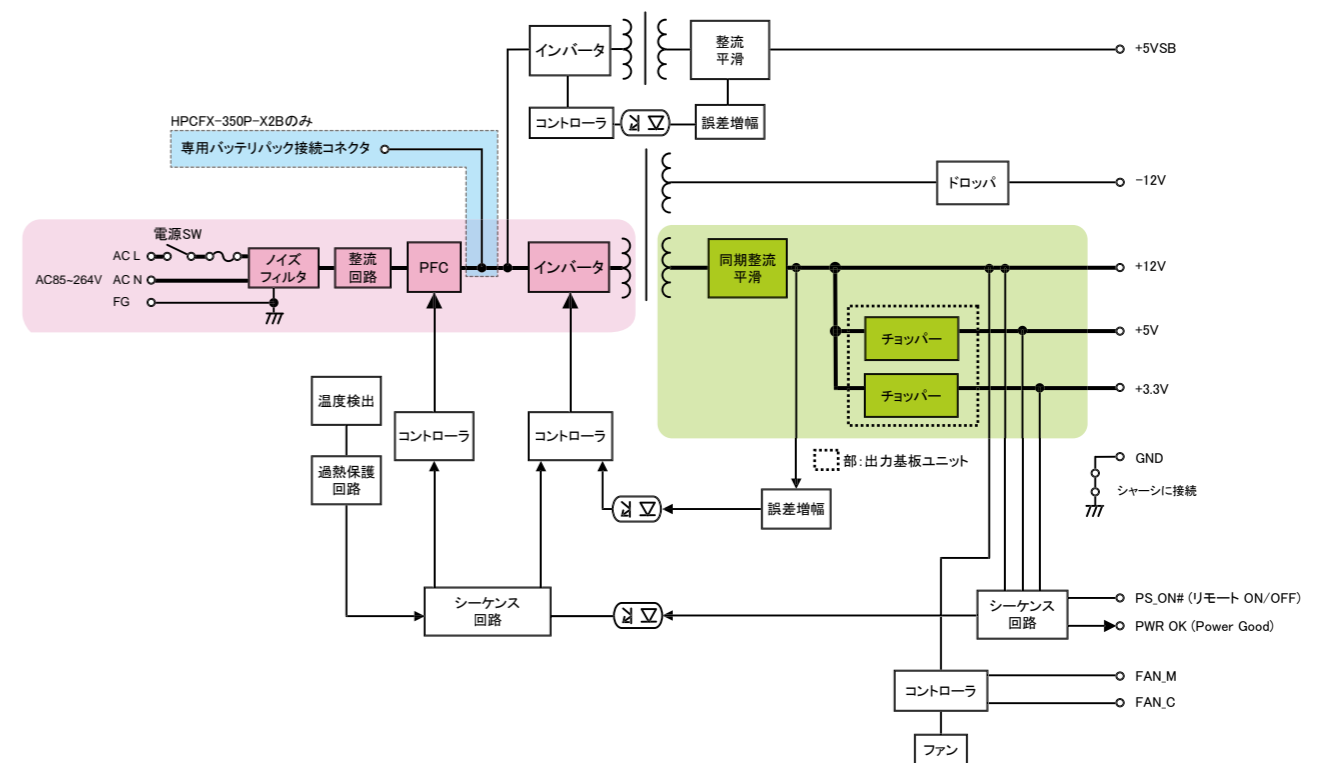 インバータ
整流
平滑
+5VSB
コントローラ
誤差増幅
HPCFX-350P-X2Bのみ
専用バッテリパック接続コネクタ
ドロッパ
-12V
電源SW
AC L
AC85~264V
AC N
FG
ノイズ
フィルタ
整流
回路
PFC
インバータ
同期整流
平滑
+12V
チョッパー
+5V
チョッパー
+3.3V
温度検出
コントローラ
コントローラ
過熱保護
回路
部:出力基板ユニット
GND
シャーシに接続
誤差増幅
シーケンス
回路
シーケンス
回路
PS_ON# (リモート ON/OFF)
PWR OK (Power Good)
コントローラ
FAN_M
FAN_C
ファン